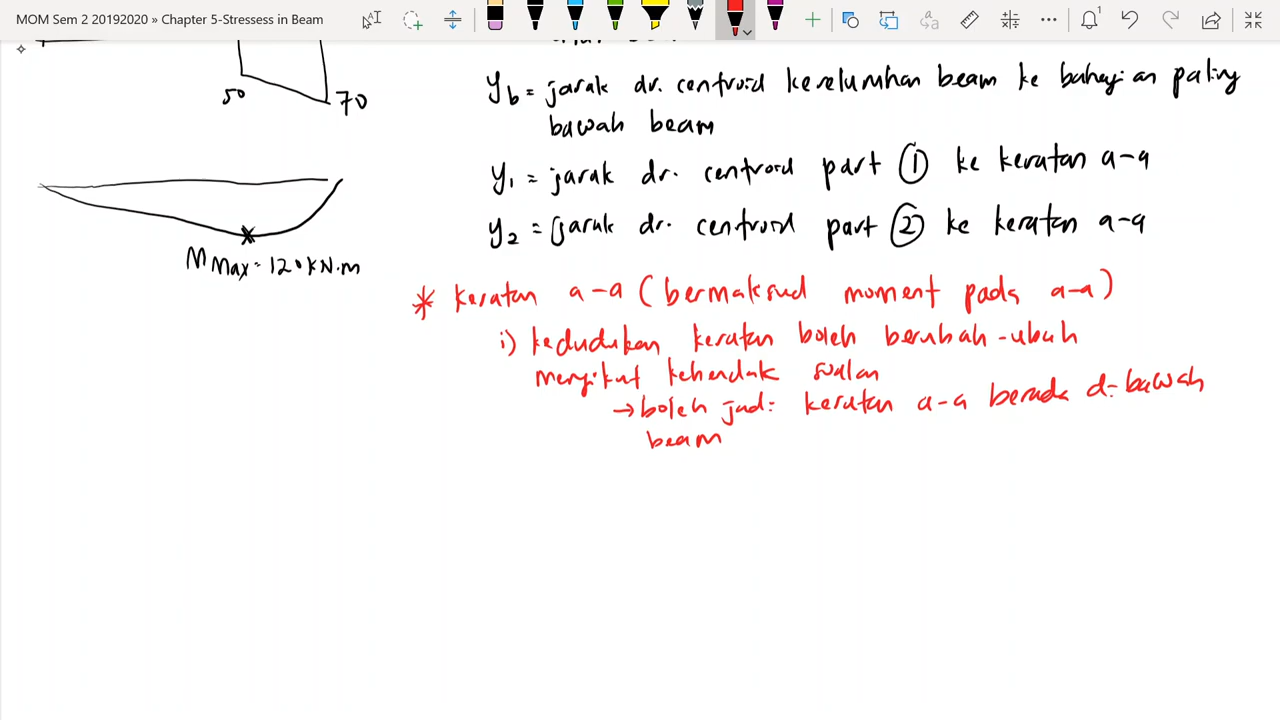 MOM Sem 2 20192020 » Chapter 5-Stressess in Beam
50
70
M Max = 120 kN.m
yb = jarak dr. centroid keseluruhan beam ke bahagian paling
bawah beam
y1 = jarak dr. centroid part ① ke keratan a-a
y2 = jarak dr. centroid part ② ke keratan a-a
* keratan a-a (bermaksud moment pada a-a)
i) kedudukan keratan boleh berubah-ubah
mengikut kehendak soalan
→ boleh jadi keratan a-a berada di bawah
beam